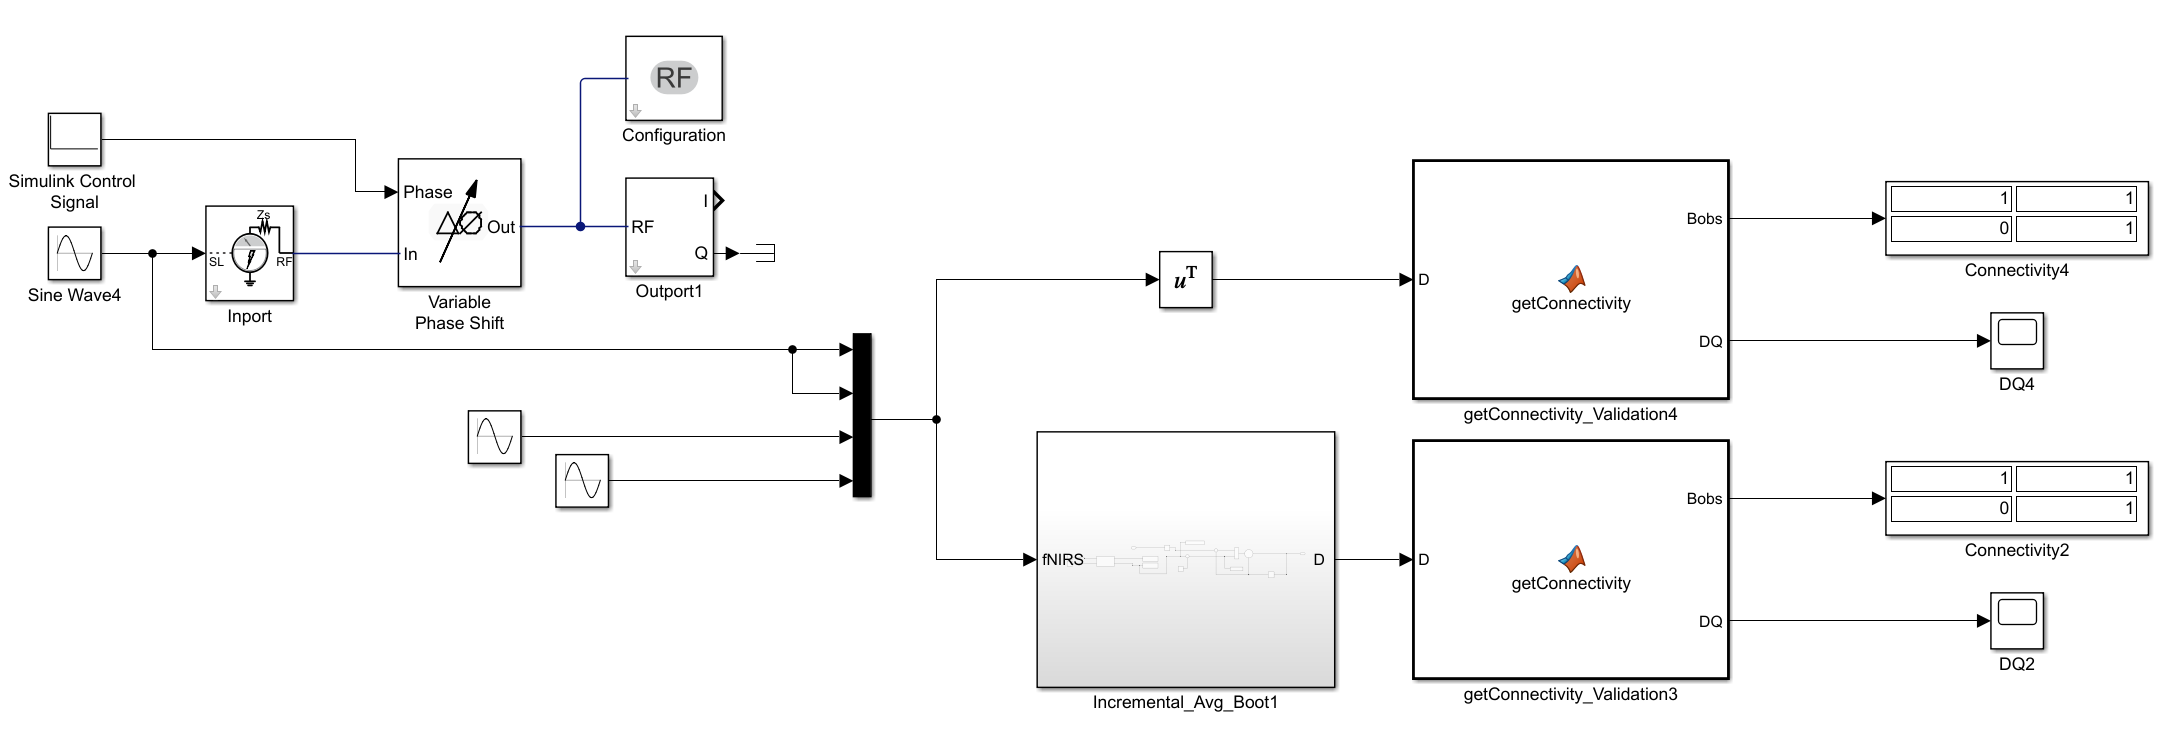 RF
Configuration
Simulink Control
Signal
Phase
In
Out
Variable
Phase Shift
Sine Wave4
Zs
SL
RF
Inport
RF
I
Q
Outport1
uT
D
getConnectivity
Bobs
DQ
getConnectivity_Validation4
1
1
0
1
Connectivity4
DQ4
fNIRS
D
Incremental_Avg_Boot1
D
getConnectivity
Bobs
DQ
getConnectivity_Validation3
1
1
0
1
Connectivity2
DQ2